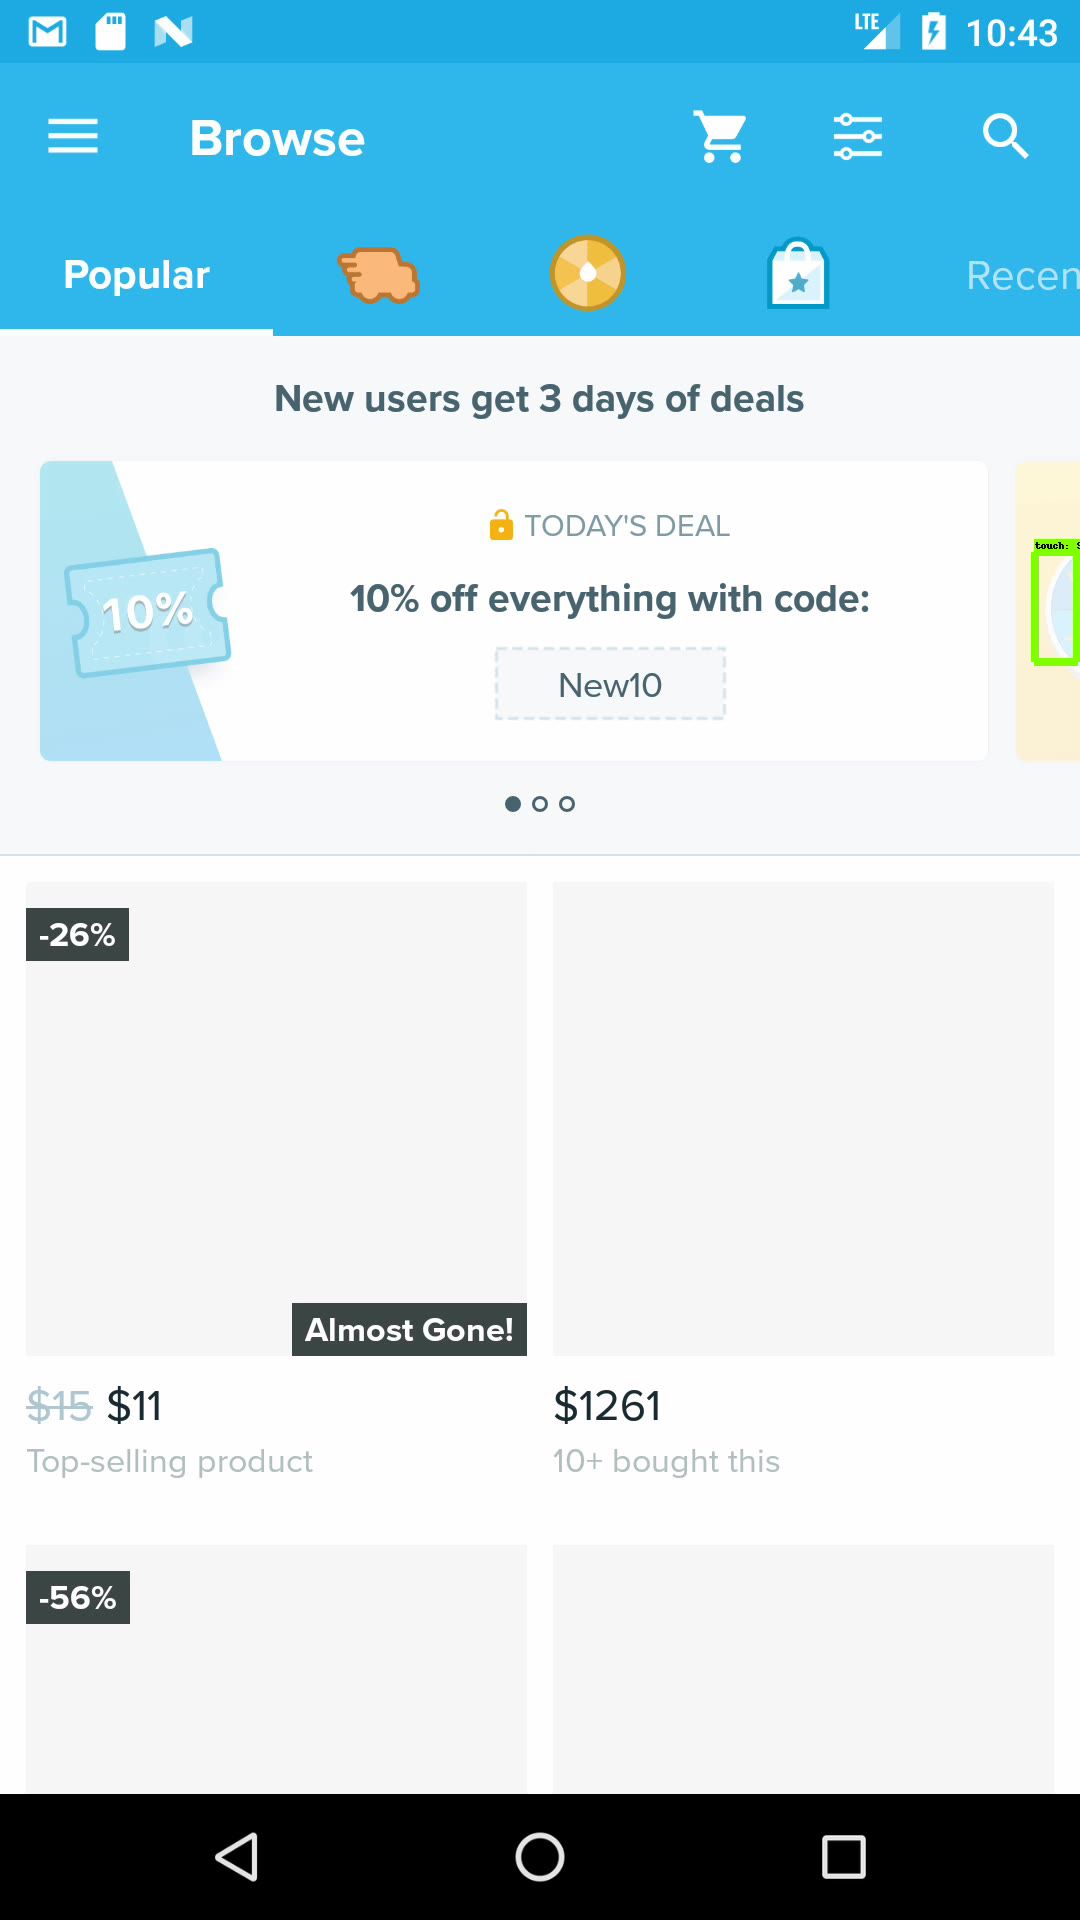 LTE 10:43
Browse
Popular
Recen
New users get 3 days of deals
TODAY'S DEAL
10% off everything with code:
10%
New10
touch:
-26%
Almost Gone!
$15 $11
Top-selling product
$1261
10+ bought this
-56%